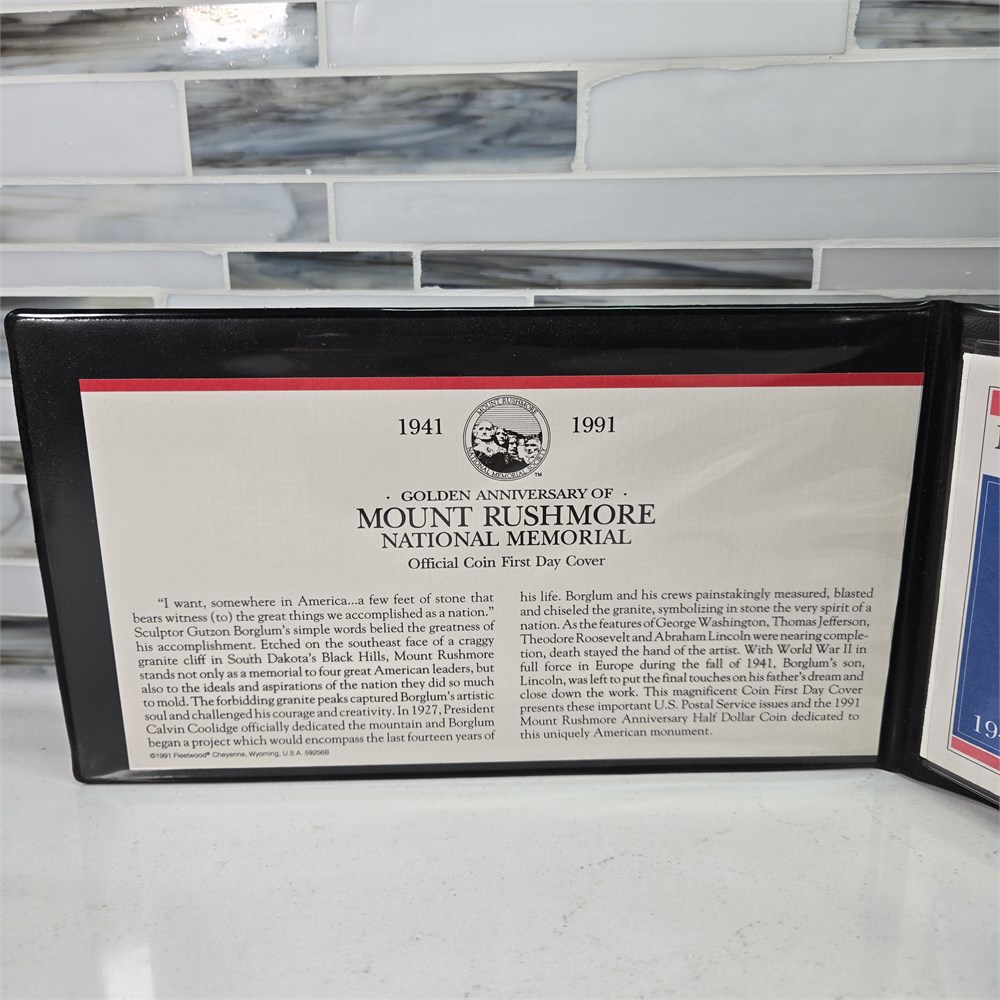 1941
MOUNT RUSHMORE
NATIONAL MEMORIAL SOCIETY
TM
1991
· GOLDEN ANNIVERSARY OF ·
MOUNT RUSHMORE
NATIONAL MEMORIAL
Official Coin First Day Cover
“I want, somewhere in America...a few feet of stone that
bears witness (to) the great things we accomplished as a nation.”
Sculptor Gutzon Borglum’s simple words belied the greatness of
his accomplishment. Etched on the southeast face of a craggy
granite cliff in South Dakota’s Black Hills, Mount Rushmore
stands not only as a memorial to four great American leaders, but
also to the ideals and aspirations of the nation they did so much
to mold. The forbidding granite peaks captured Borglum’s artistic
soul and challenged his courage and creativity. In 1927, President
Calvin Coolidge officially dedicated the mountain and Borglum
began a project which would encompass the last fourteen years of
his life. Borglum and his crews painstakingly measured, blasted
and chiseled the granite, symbolizing in stone the very spirit of a
nation. As the features of George Washington, Thomas Jefferson,
Theodore Roosevelt and Abraham Lincoln were nearing comple-
tion, death stayed the hand of the artist. With World War II in
full force in Europe during the fall of 1941, Borglum’s son,
Lincoln, was left to put the final touches on his father’s dream and
close down the work. This magnificent Coin First Day Cover
presents these important U.S. Postal Service issues and the 1991
Mount Rushmore Anniversary Half Dollar Coin dedicated to
this uniquely American monument.
©1991 Fleetwood® Cheyenne, Wyoming, U.S.A. 59256B